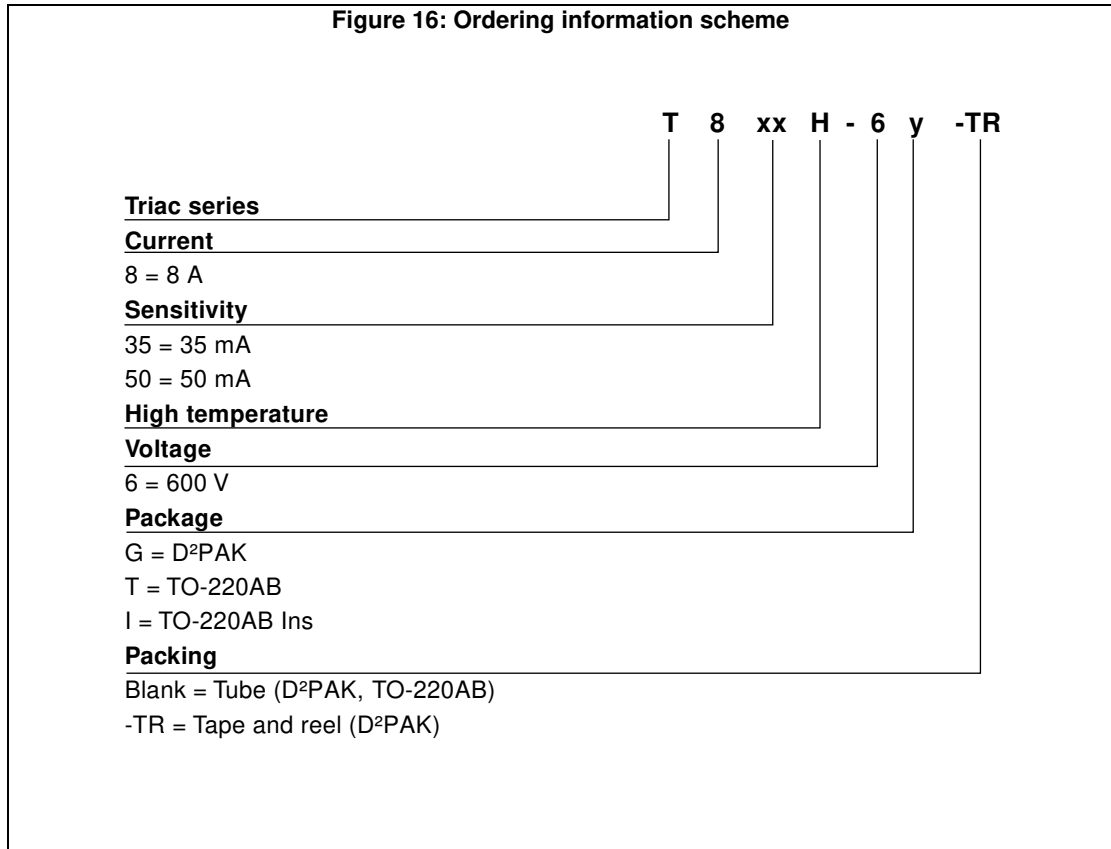 Figure 16: Ordering information scheme
T 8 xx H - 6 y -TR
Triac series
Current
8 = 8 A
Sensitivity
35 = 35 mA
50 = 50 mA
High temperature
Voltage
6 = 600 V
Package
G = D²PAK
T = TO-220AB
I = TO-220AB Ins
Packing
Blank = Tube (D²PAK, TO-220AB)
-TR = Tape and reel (D²PAK)